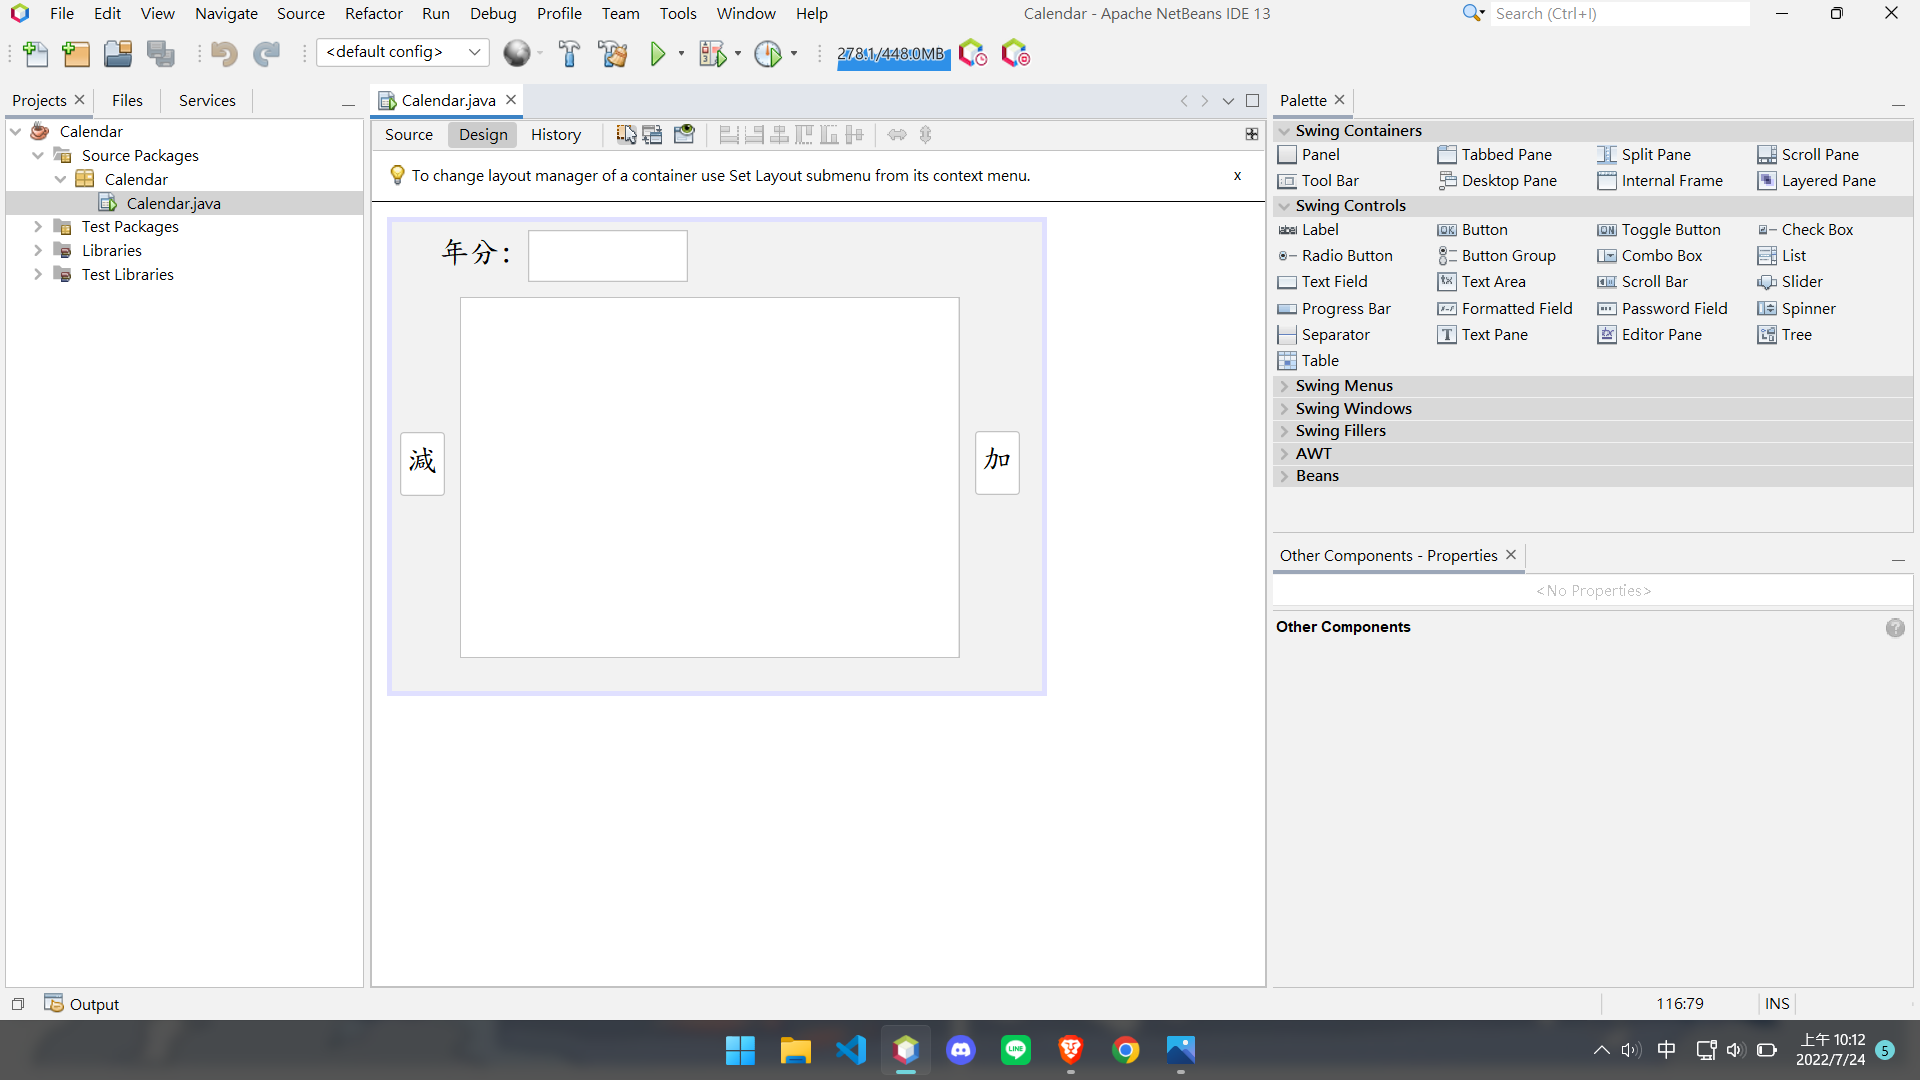 File Edit View Navigate Source Refactor Run Debug Profile Team Tools Window Help Calendar - Apache NetBeans IDE 13 Search (Ctrl+I)
<default config> 278.1/448.0MB
Projects Files Services Calendar.java Palette
Source Design History
Calendar
Source Packages
Calendar
Calendar.java
Test Packages
Libraries
Test Libraries
To change layout manager of a container use Set Layout submenu from its context menu. x
年分:
減
加
Swing Containers
Panel Tabbed Pane Split Pane Scroll Pane
Tool Bar Desktop Pane Internal Frame Layered Pane
Swing Controls
Label Button Toggle Button Check Box
Radio Button Button Group Combo Box List
Text Field Text Area Scroll Bar Slider
Progress Bar Formatted Field Password Field Spinner
Separator Text Pane Editor Pane Tree
Table
Swing Menus
Swing Windows
Swing Fillers
AWT
Beans
Other Components - Properties
<No Properties>
Other Components
Output 116:79 INS
中 上午 10:12
2022/7/24 5